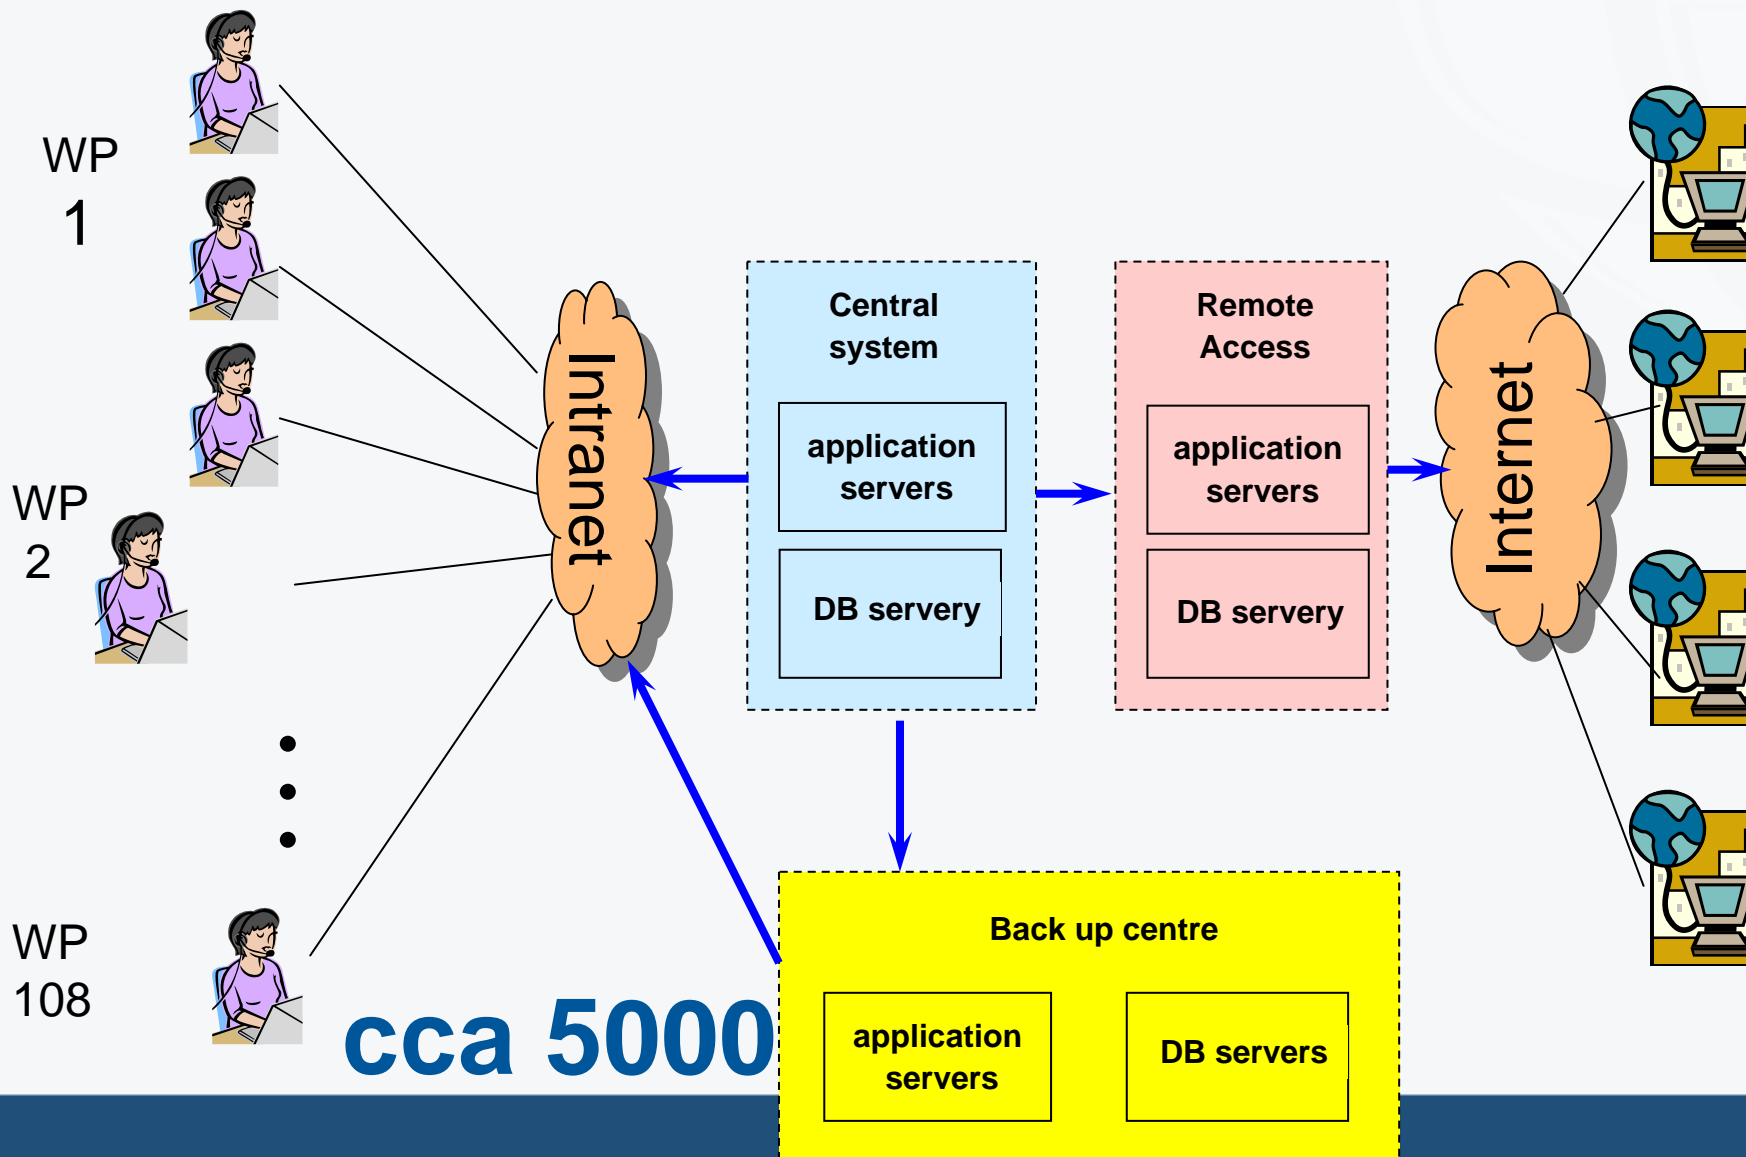 WP
1
WP
2
WP
108
cca 5000
Intranet
Central
system
application
servers
DB servery
Remote
Access
application
servers
DB servery
Internet
Back up centre
application
servers
DB servers